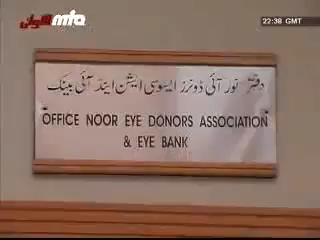 mta
22:38 GMT
دفتر نور آئی ڈونرز ایسوسی ایشن اینڈ آئی بینک
OFFICE NOOR EYE DONORS ASSOCIATION
& EYE BANK